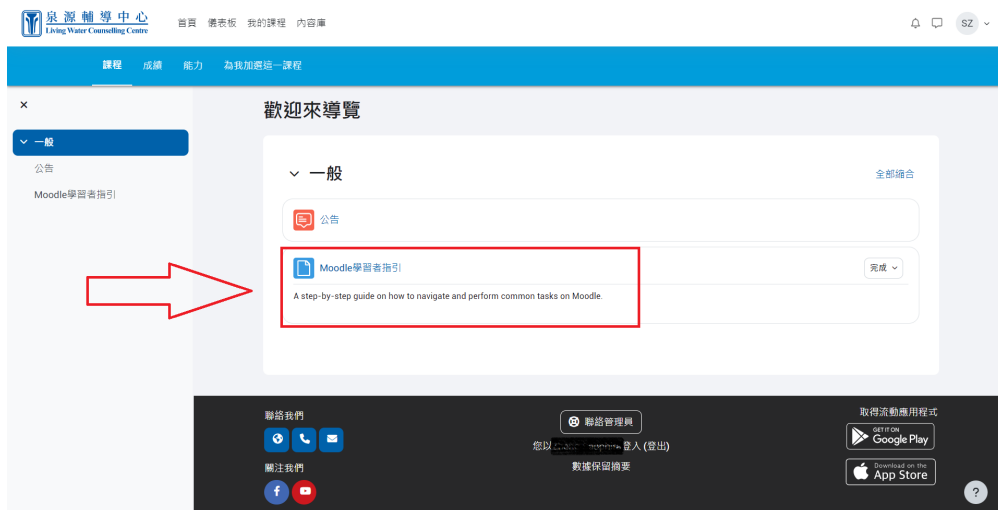 泉源輔導中心
Living Water Counselling Centre
首頁 儀表板 我的課程 內容庫
SZ
課程 成績 能力 為我加選這一課程
歡迎來導覽
一般
公告
Moodle學習者指引
一般
全部縮合
公告
Moodle學習者指引
完成
A step-by-step guide on how to navigate and perform common tasks on Moodle.
聯絡我們
關注我們
聯絡管理員
您以 登入 (登出)
數據保留摘要
取得流動應用程式
GET IT ON
Google Play
Download on the
App Store
?